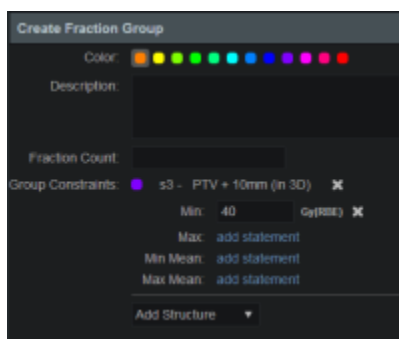 Create Fraction Group
Color:
Description:
Fraction Count:
Group Constraints: s3 - PTV + 10mm (in 3D)
Min: 40 Gy(RBE)
Max: add statement
Min Mean: add statement
Max Mean: add statement
Add Structure